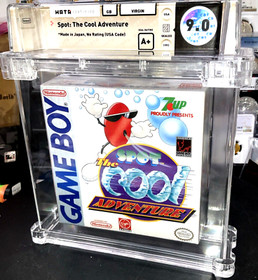 WATA
GB
VIRGIN
Spot: The Cool Adventure
*Made in Japan, No Rating (USA Code)
9.0
A+
Nintendo
7UP
PROUDLY PRESENTS
GAME BOY
SPOT
the
COOL
ADVENTURE
Nintendo